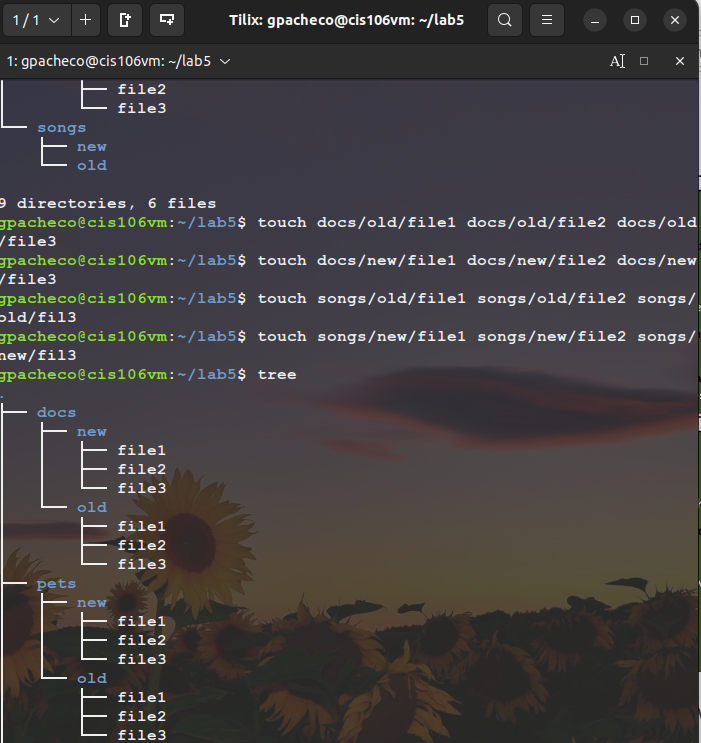 1 / 1
Tilix: gpacheco@cis106vm: ~/lab5
1: gpacheco@cis106vm: ~/lab5
├── file2
└── file3
└── songs
├── new
└── old
9 directories, 6 files
gpacheco@cis106vm:~/lab5$ touch docs/old/file1 docs/old/file2 docs/old
/file3
gpacheco@cis106vm:~/lab5$ touch docs/new/file1 docs/new/file2 docs/new
/file3
gpacheco@cis106vm:~/lab5$ touch songs/old/file1 songs/old/file2 songs/
old/fil3
gpacheco@cis106vm:~/lab5$ touch songs/new/file1 songs/new/file2 songs/
new/fil3
gpacheco@cis106vm:~/lab5$ tree
.
├── docs
│   ├── new
│   │   ├── file1
│   │   ├── file2
│   │   └── file3
│   └── old
│       ├── file1
│       ├── file2
│       └── file3
├── pets
│   ├── new
│   │   ├── file1
│   │   ├── file2
│   │   └── file3
│   └── old
│       ├── file1
│       ├── file2
│       └── file3